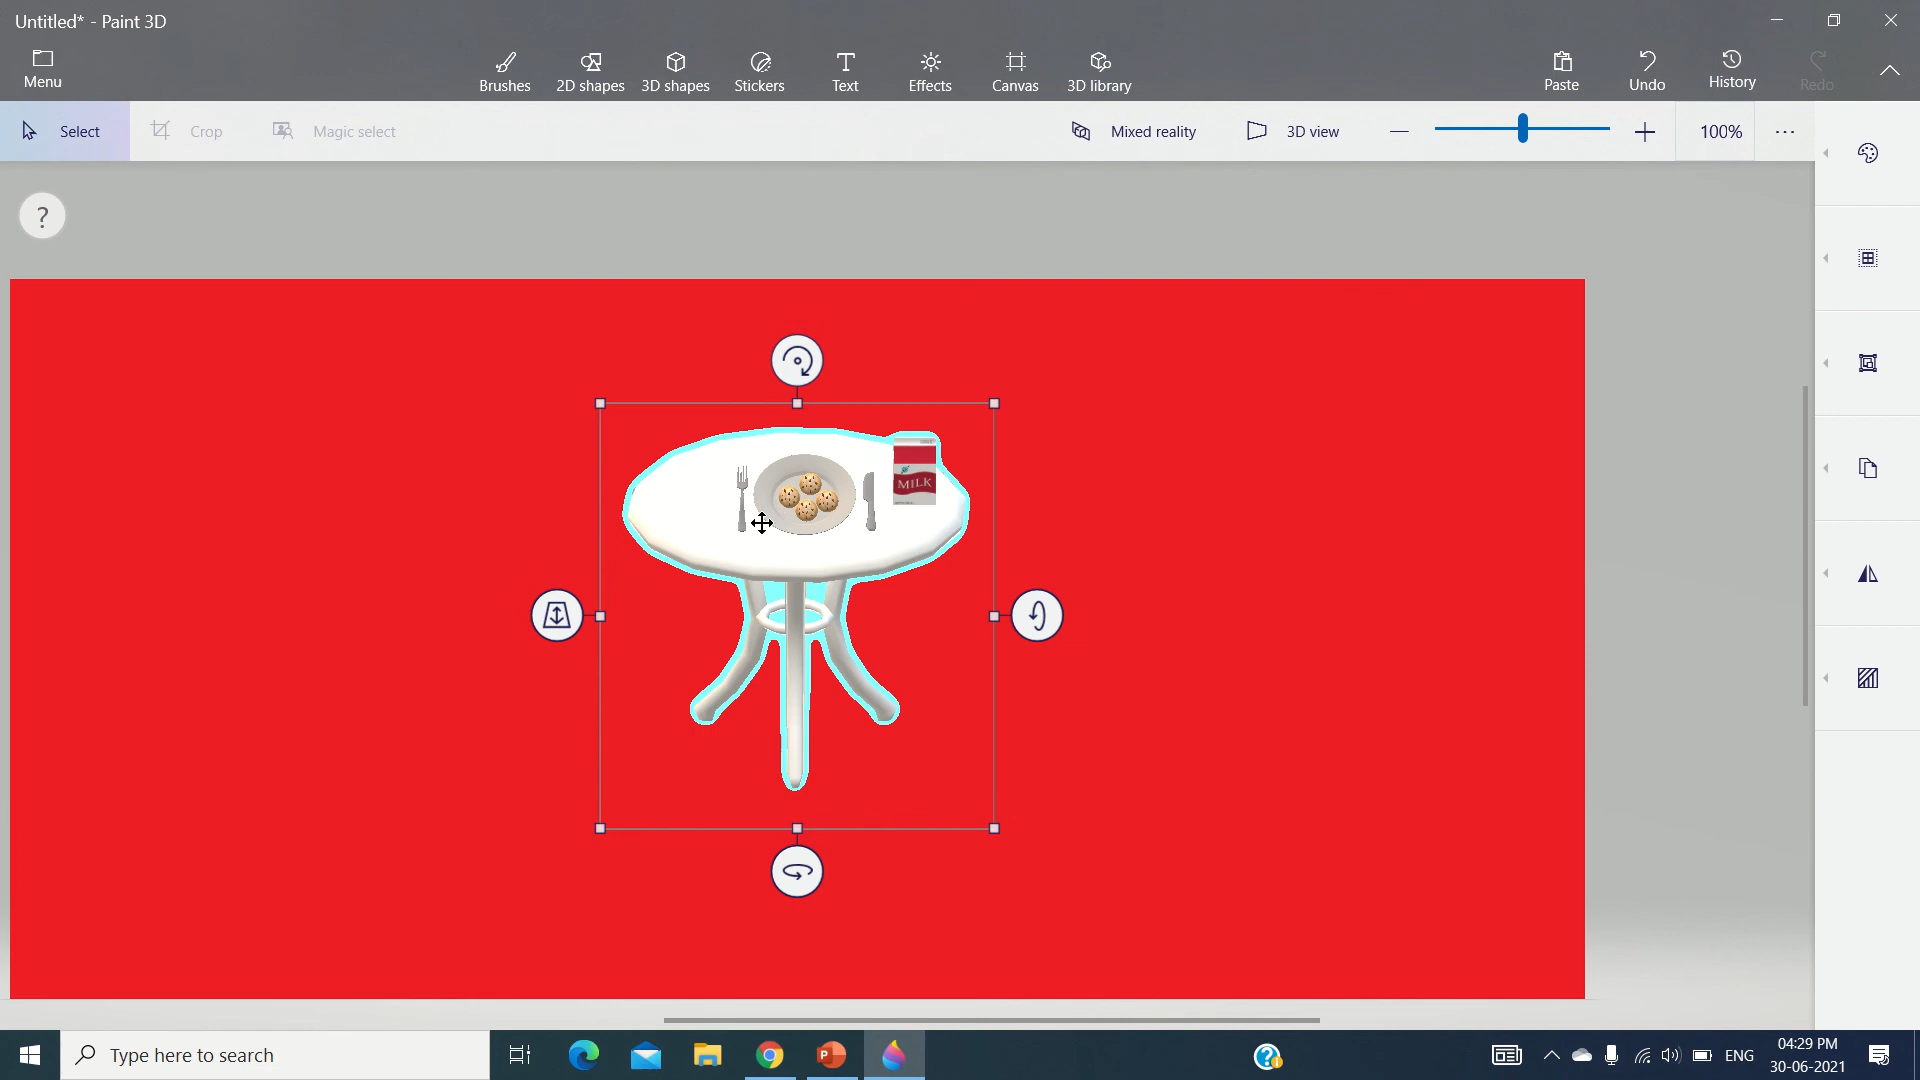 Untitled* - Paint 3D
Menu
Brushes
2D shapes
3D shapes
Stickers
Text
Effects
Canvas
3D library
Paste
Undo
History
Redo
Select
Crop
Magic select
Mixed reality
3D view
100%
?
MILK
Type here to search
ENG
04:29 PM
30-06-2021